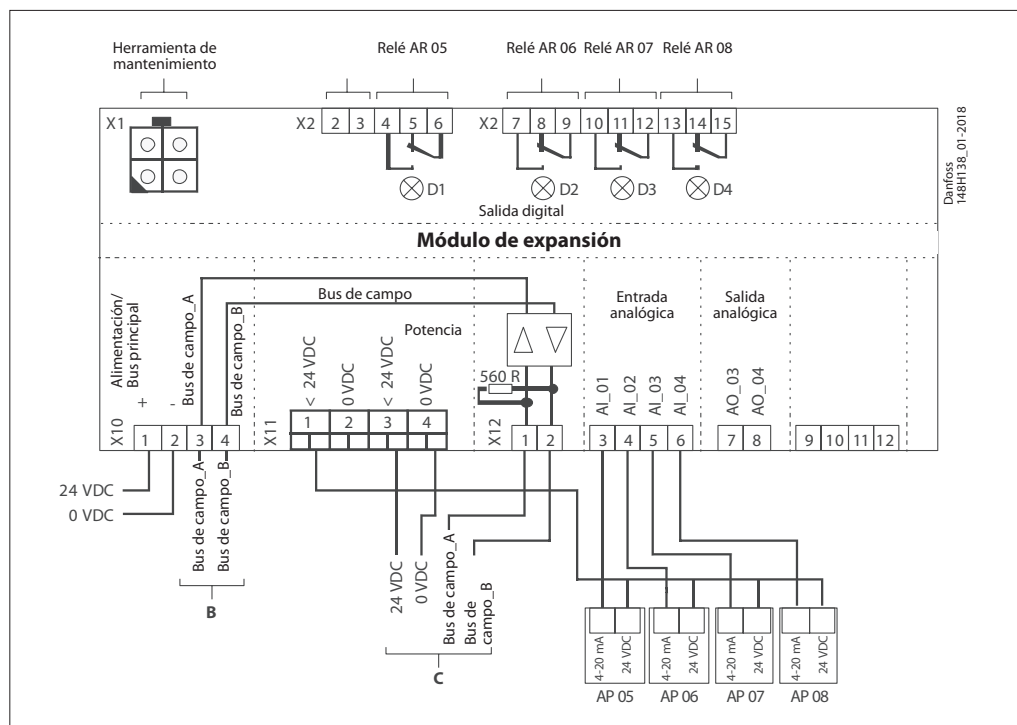 Herramienta de
mantenimiento
Relé AR 05
Relé AR 06
Relé AR 07
Relé AR 08
X1
X2
2
3
4
5
6
X2
7
8
9
10
11
12
13
14
15
D1
D2
D3
D4
Salida digital
Danfoss
148H138_01-2018
Módulo de expansión
Alimentación/
Bus principal
+
-
Bus de campo_A
Bus de campo_B
Bus de campo
Potencia
< 24 VDC
0 VDC
< 24 VDC
0 VDC
560 R
Entrada
analógica
AI_01
AI_02
AI_03
AI_04
Salida
analógica
AO_03
AO_04
X10
1
2
3
4
X11
1
2
3
4
X12
1
2
3
4
5
6
7
8
9
10
11
12
24 VDC
0 VDC
Bus de campo_A
Bus de campo_B
B
24 VDC
0 VDC
Bus de campo_A
Bus de
campo_B
C
4-20 mA
24 VDC
4-20 mA
24 VDC
4-20 mA
24 VDC
4-20 mA
24 VDC
AP 05
AP 06
AP 07
AP 08